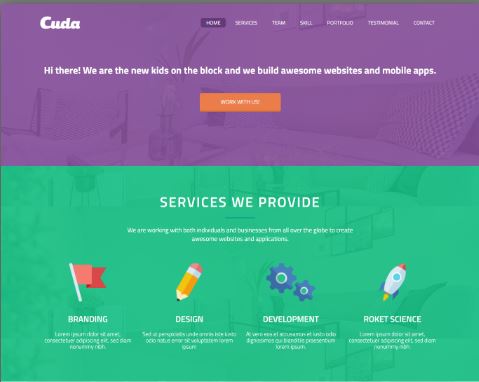 Cuda
HOME SERVICES TEAM SKILL PORTFOLIO TESTIMONIAL CONTACT
Hi there! We are the new kids on the block and we build awesome websites and mobile apps.
WORK WITH US!
SERVICES WE PROVIDE
We are working with both individuals and businesses from all over the globe to create
awesome websites and applications.
BRANDING DESIGN DEVELOPMENT ROKET SCIENCE
Lorem ipsum dolor sit amet,
consectetuer adipiscing elit, sed diam
nonummy nibh.
Sed ut perspiciatis unde omnis iste natus
error sit voluptatem lorem
ipsum
At vero eos et accusamus et iusto odio
dignissimos qui blanditiis praesentium
lorem ipsum.
Lorem ipsum dolor sit amet,
consectetuer adipiscing elit, sed diam
nonummy nibh.